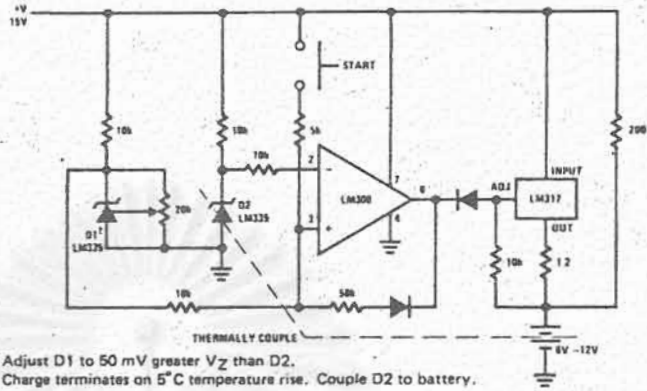 +V
15V
START
10k
10k
5k
200
10k
2
-
7
6
ADJ
INPUT
20k
D2
LM335
LM308
LM317
3
+
4
OUT
D1
LM335
10k
1.2
10k
50k
THERMALLY COUPLE
6V -12V
Adjust D1 to 50 mV greater VZ than D2.
Charge terminates on 5°C temperature rise. Couple D2 to battery.